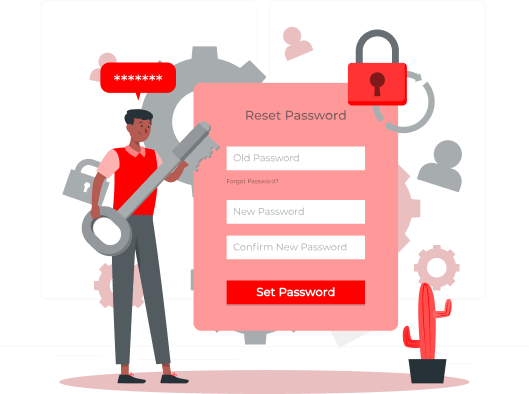 *******
Reset Password
Old Password
Forgot Password?
New Password
Confirm New Password
Set Password